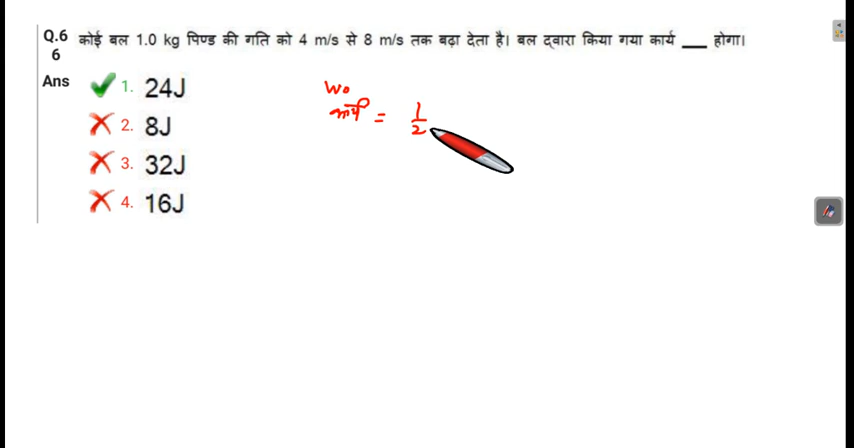 Q.6 कोई बल 1.0 kg पिण्ड की गति को 4 m/s से 8 m/s तक बढ़ा देता है। बल द्वारा किया गया कार्य ___ होगा।
6
Ans 1. 24J
2. 8J
3. 32J
4. 16J
W०
कार्य = 1/2